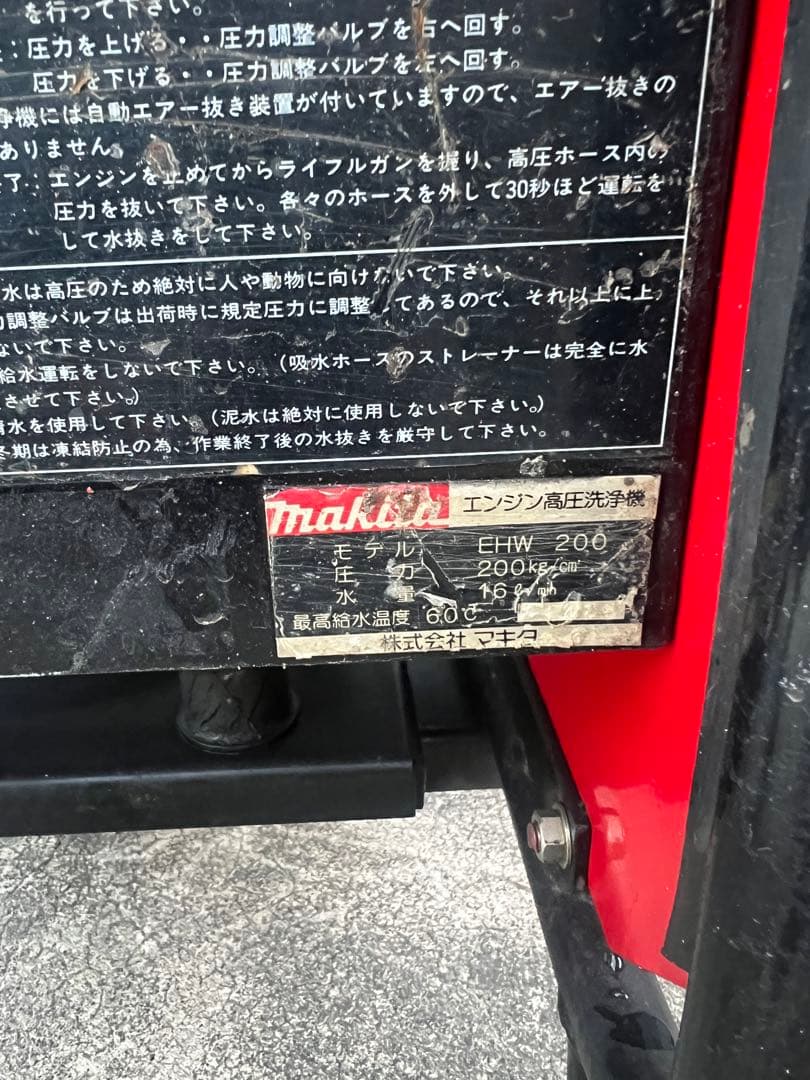 を行って下さい。
：圧力を上げる・・圧力調整バルブを右へ回す。
圧力を下げる・・圧力調整バルブを左へ回す。
浄機には自動エアー抜き装置が付いていますので、エアー抜きの
ありません。
了：エンジンを止めてからライフルガンを握り、高圧ホース内の
圧力を抜いて下さい。各々のホースを外して30秒ほど運転を
して水抜きをして下さい。
水は高圧のため絶対に人や動物に向けないで下さい。
調整バルブは出荷時に規定圧力に調整してあるので、それ以上に上
ないで下さい。
給水運転をしないで下さい。（吸水ホースのストレーナーは完全に水
させて下さい。）
清水を使用して下さい。（泥水は絶対に使用しないで下さい。）
冬期は凍結防止の為、作業終了後の水抜きを厳守して下さい。
makita エンジン高圧洗浄機
モデル EHW 200
圧力 200kg/cm²
水量 16ℓ/min
最高給水温度 60℃
株式会社 マキタ